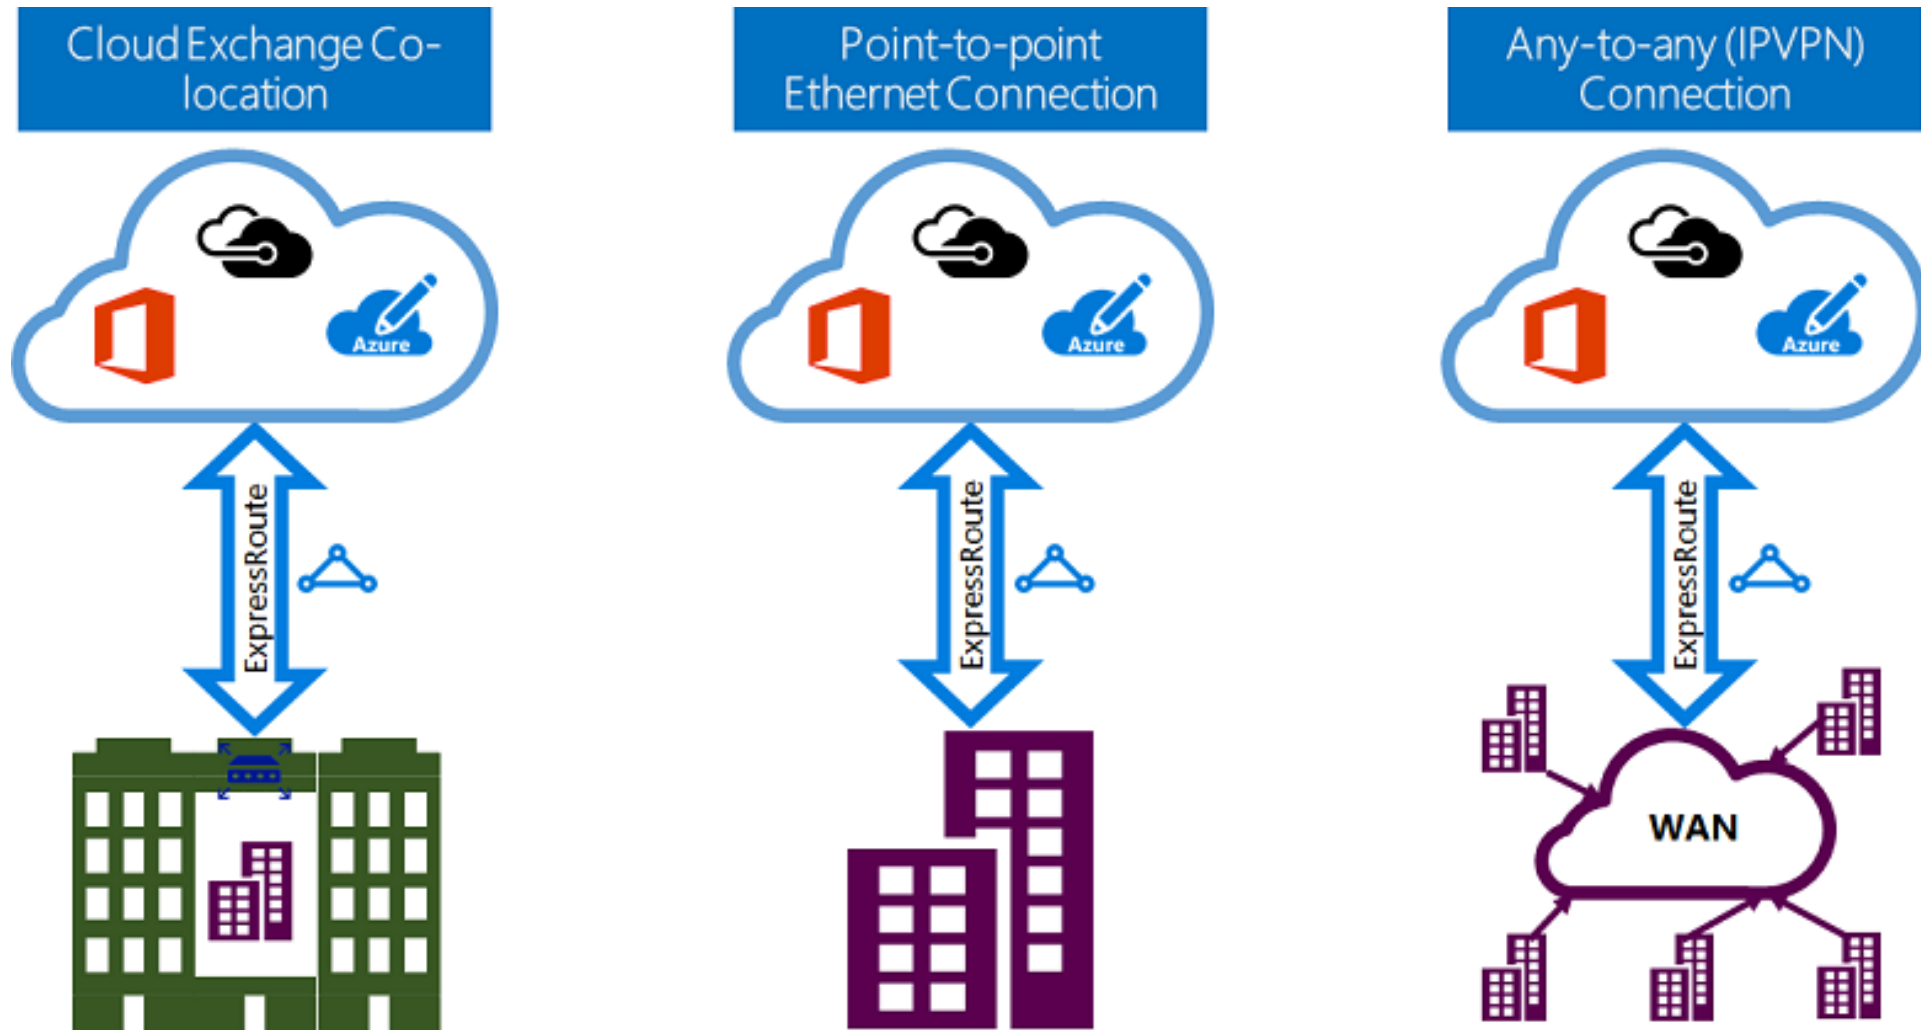 Cloud Exchange Co-
location
Point-to-point
Ethernet Connection
Any-to-any (IPVPN)
Connection
Azure
Azure
Azure
ExpressRoute
ExpressRoute
ExpressRoute
WAN